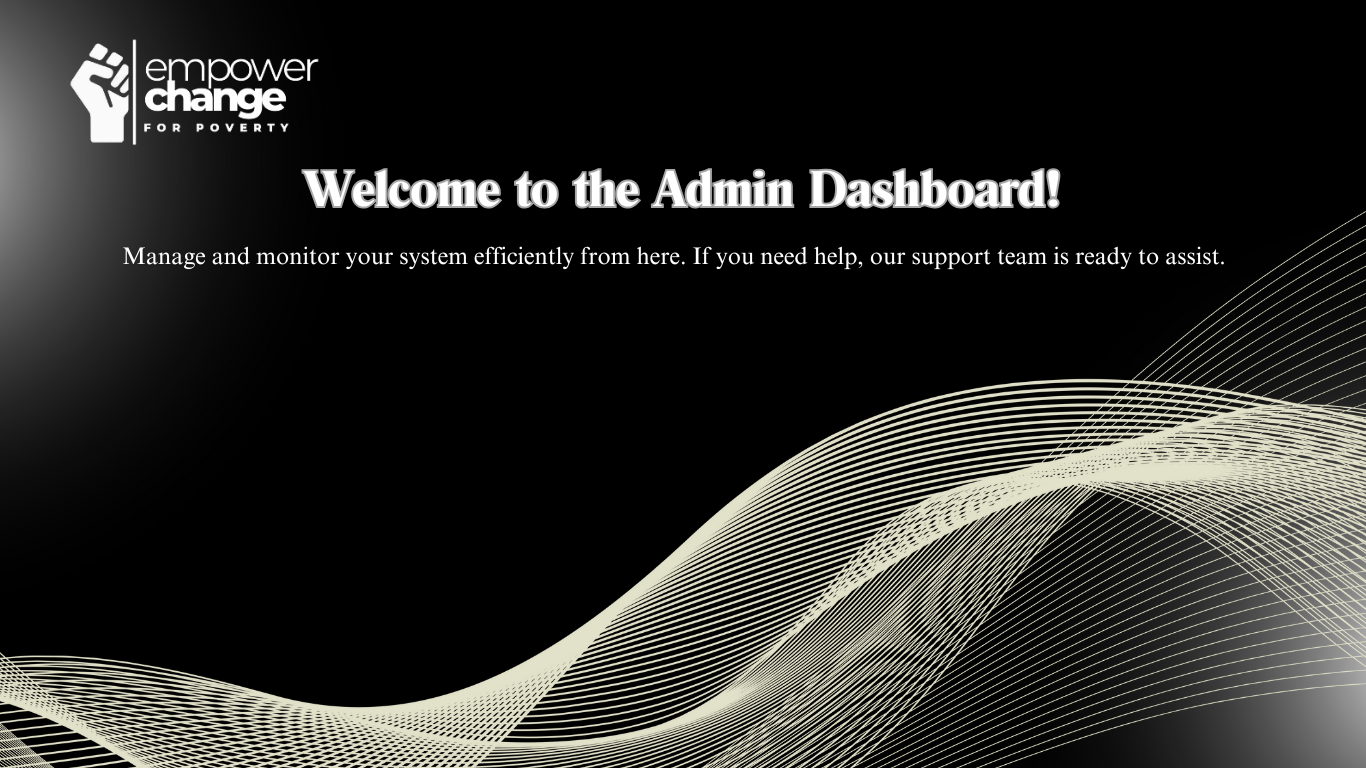 empower
change
FOR POVERTY
Welcome to the Admin Dashboard!
Manage and monitor your system efficiently from here. If you need help, our support team is ready to assist.